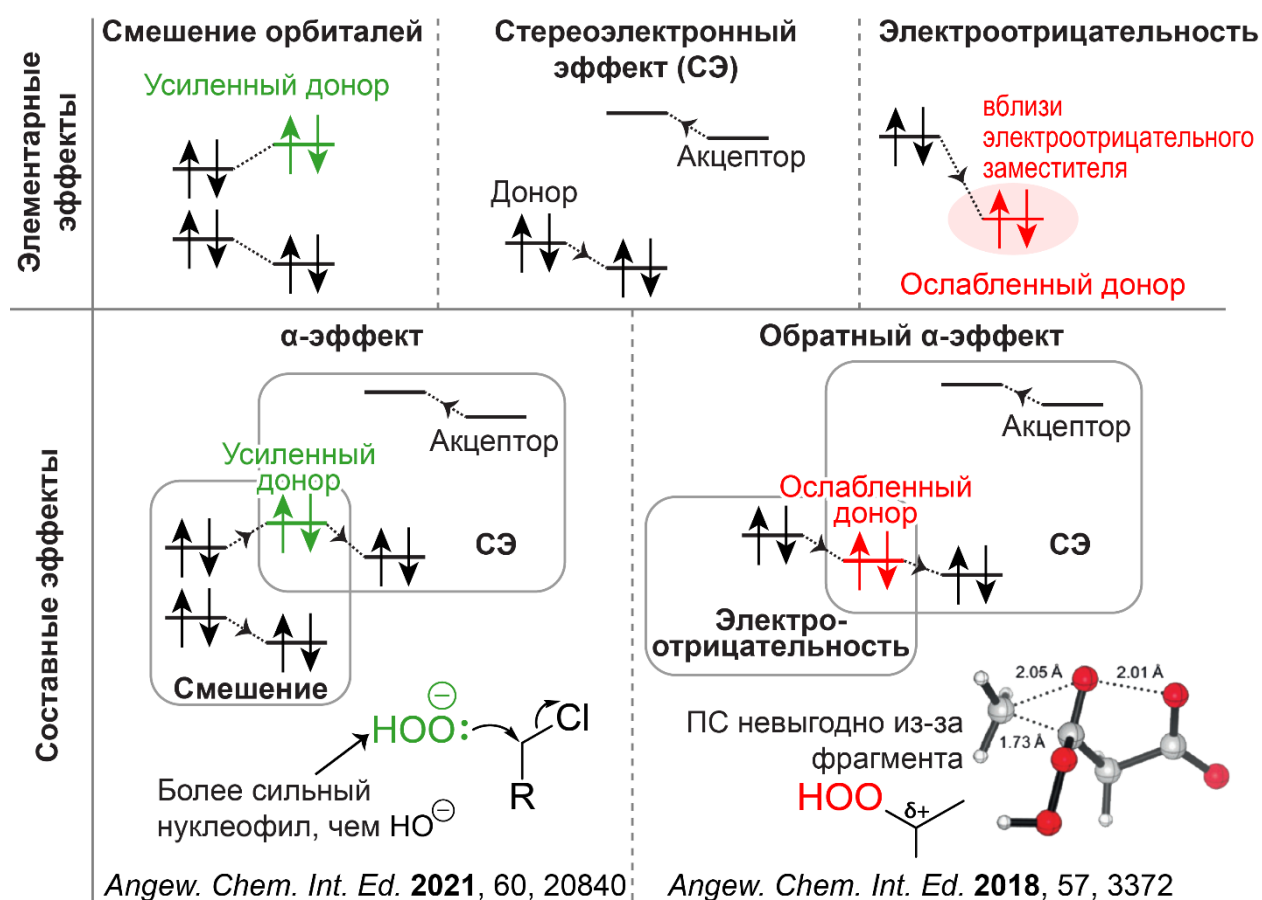 Элементарные
эффекты
Смешение орбиталей
Усиленный донор
Стереоэлектронный
эффект (СЭ)
Акцептор
Донор
Электроотрицательность
вблизи
электроотрицательного
заместителя
Ослабленный донор
Составные эффекты
α-эффект
Акцептор
Усиленный
донор
СЭ
Смешение
HOO:
⊖
Cl
R
Более сильный
нуклеофил, чем HO⊖
Angew. Chem. Int. Ed. 2021, 60, 20840
Обратный α-эффект
Акцептор
Ослабленный
донор
СЭ
Электро-
отрицательность
2.05 Å
2.01 Å
1.73 Å
ПС невыгодно из-за
фрагмента
HOO
δ+
Angew. Chem. Int. Ed. 2018, 57, 3372